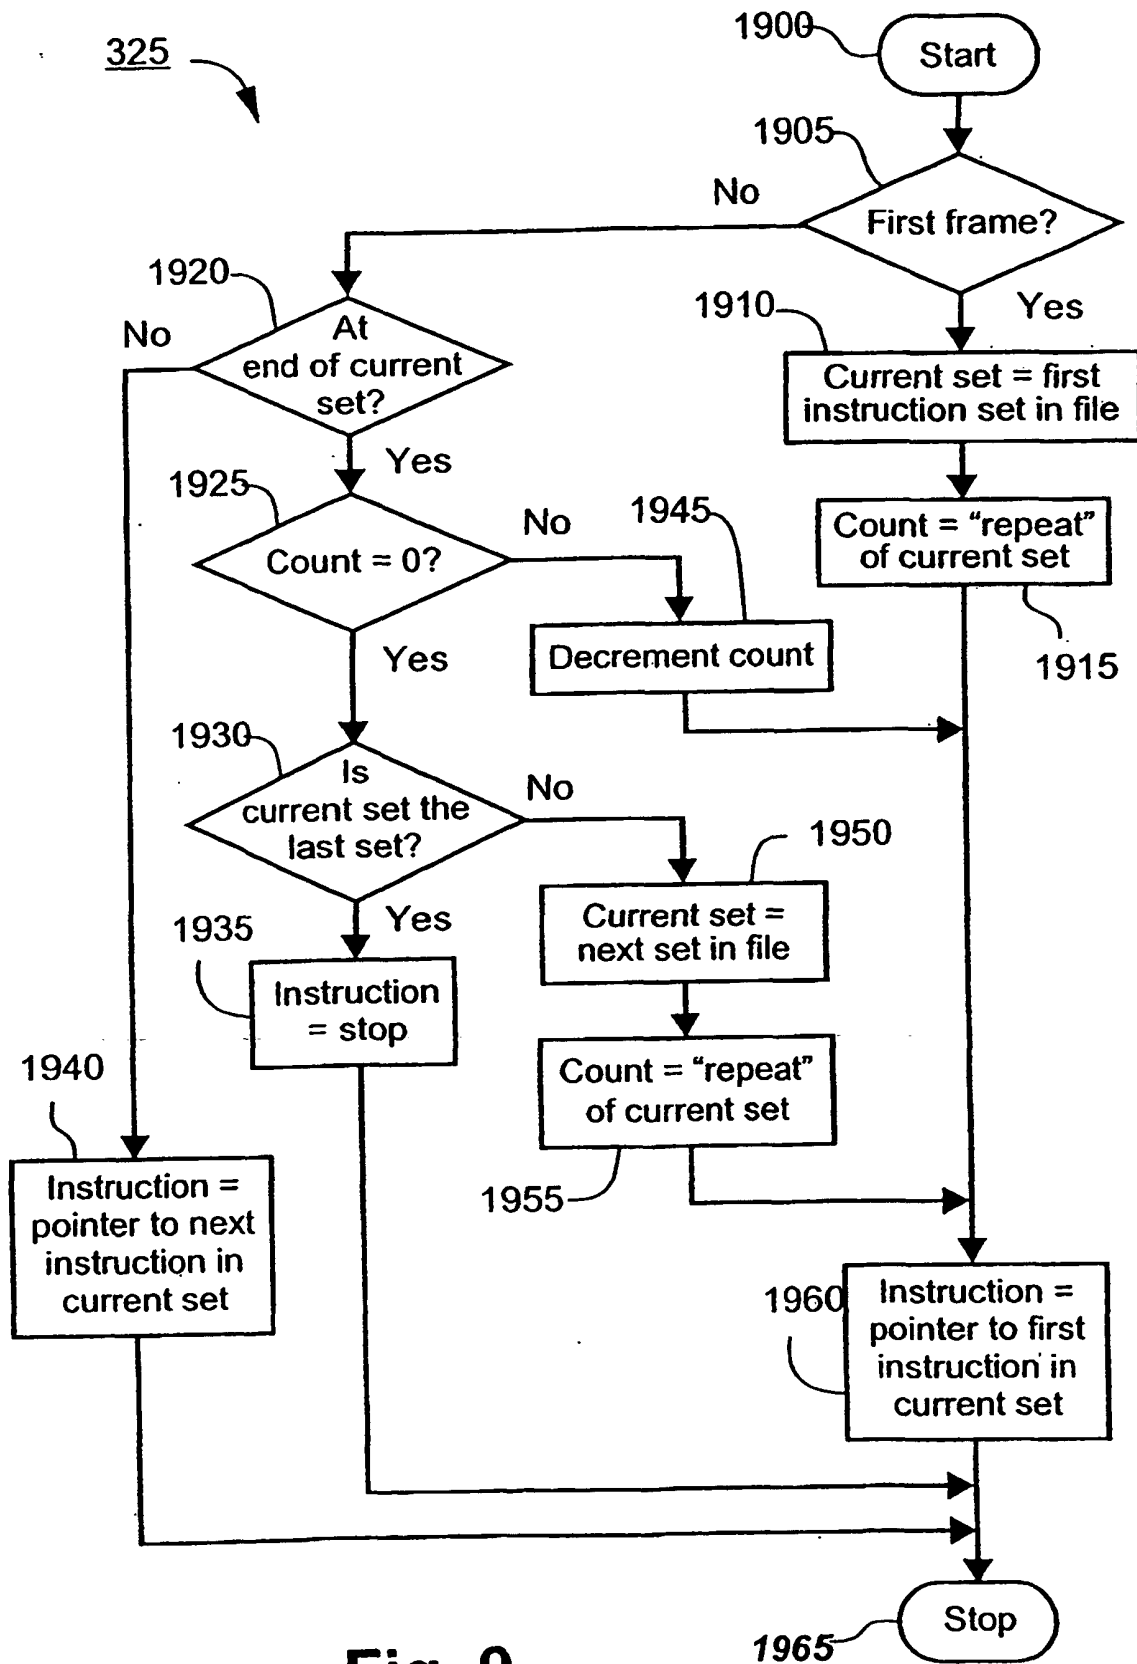 325
1900
Start
1905
No
First frame?
1920
1910
Yes
No
At
end of current
set?
Current set = first
instruction set in file
Yes
1925
No
1945
Count = "repeat"
of current set
Count = 0?
Yes
Decrement count
1915
1930
Is
current set the
last set?
No
1950
Yes
1935
Current set =
next set in file
Instruction
= stop
1940
Count = "repeat"
of current set
Instruction =
pointer to next
instruction in
current set
1955
1960
Instruction =
pointer to first
instruction in
current set
Stop
1965